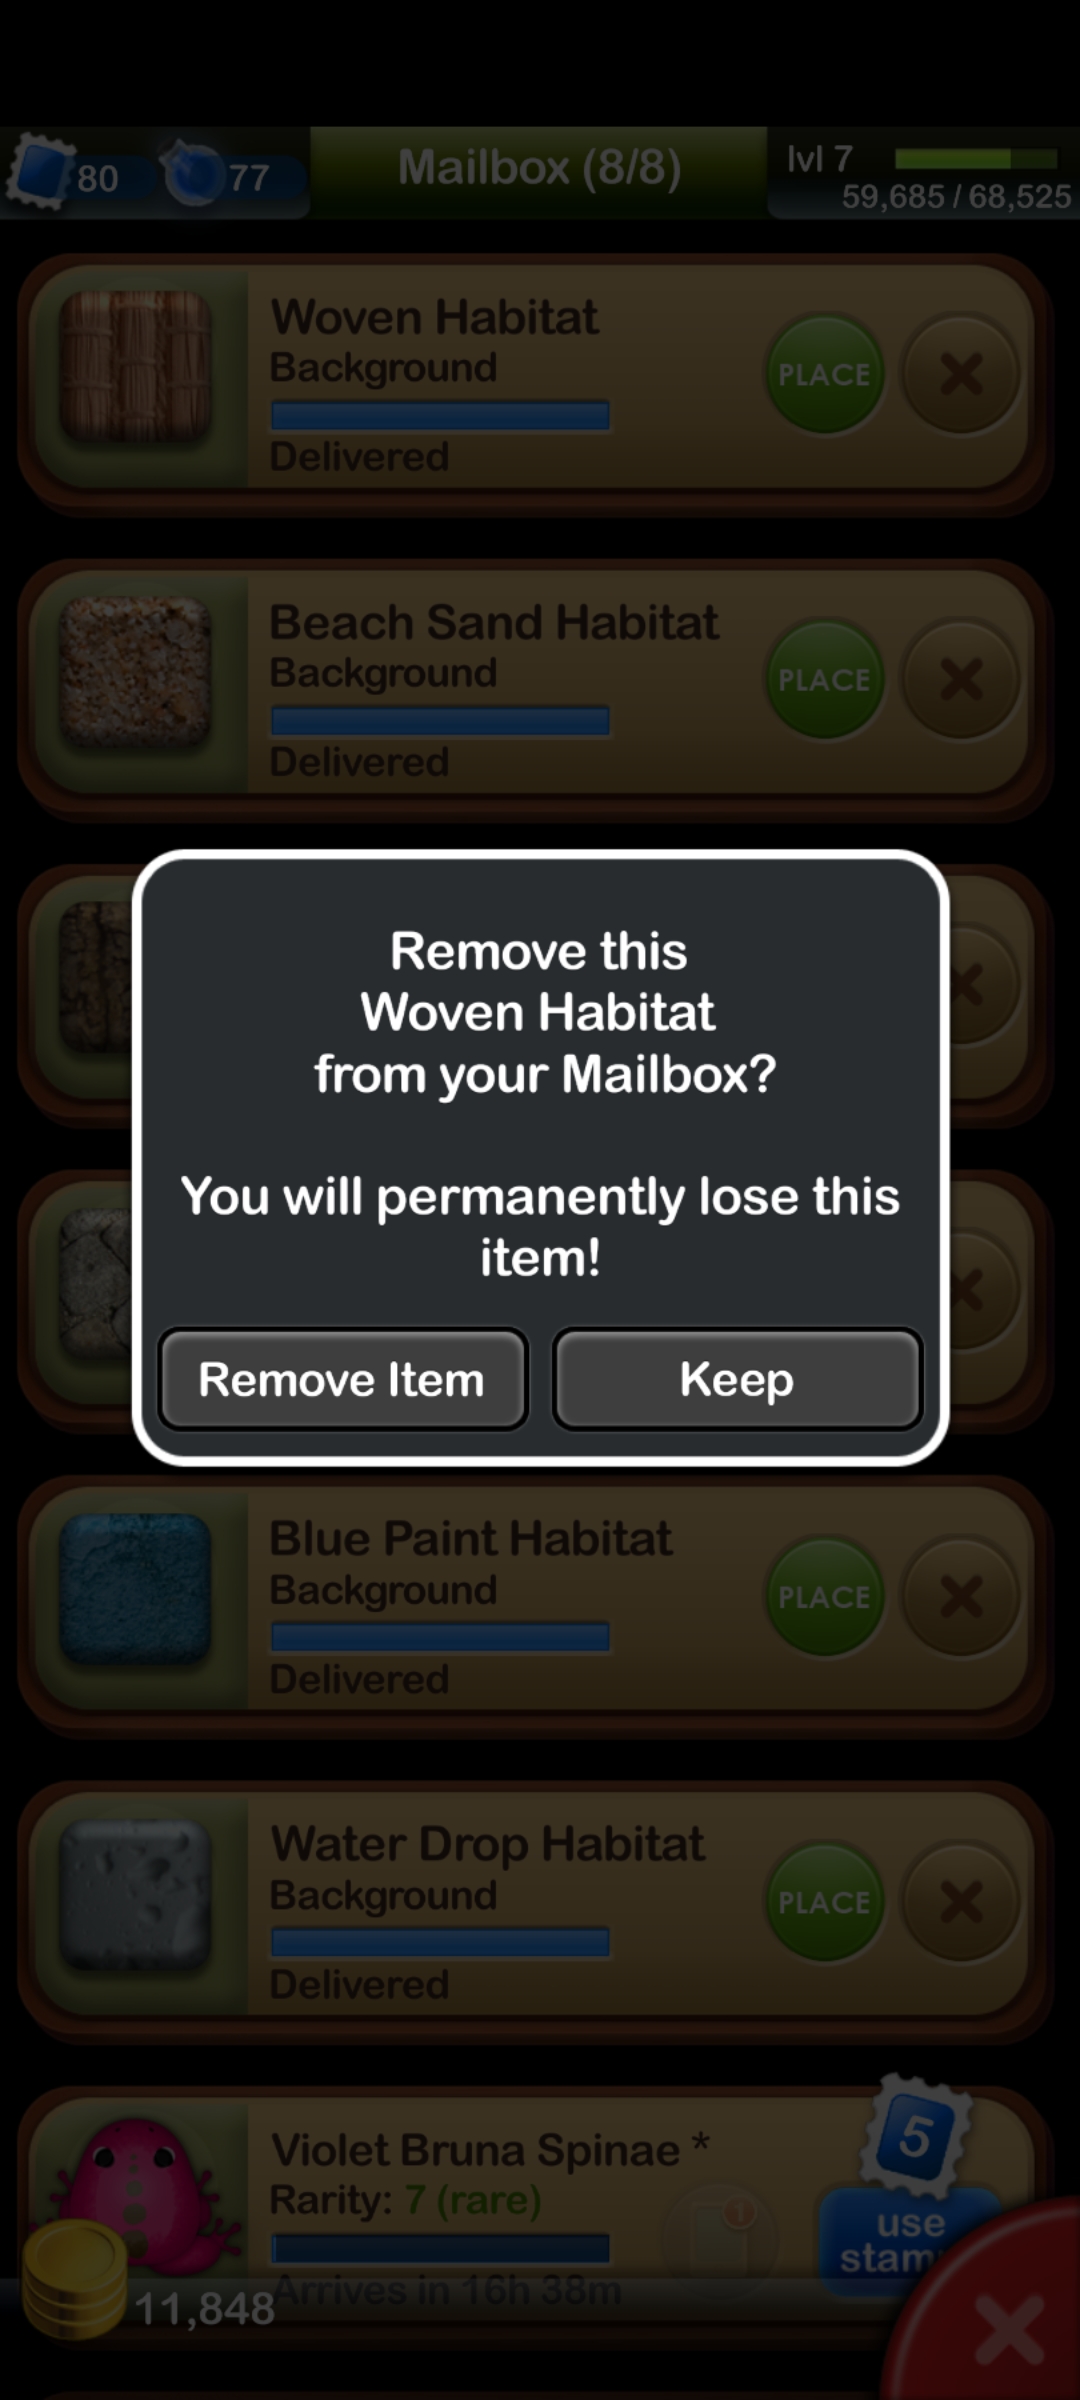 80
77
Mailbox (8/8)
lvl 7
59,685 / 68,525
Woven Habitat
Background
PLACE
Delivered
Beach Sand Habitat
Background
PLACE
Delivered
Remove this
Woven Habitat
from your Mailbox?
You will permanently lose this
item!
Remove Item
Keep
Blue Paint Habitat
Background
PLACE
Delivered
Water Drop Habitat
Background
PLACE
Delivered
Violet Bruna Spinae *
Rarity: 7 (rare)
1
5
use
Arrives in 16h 38m
11,848